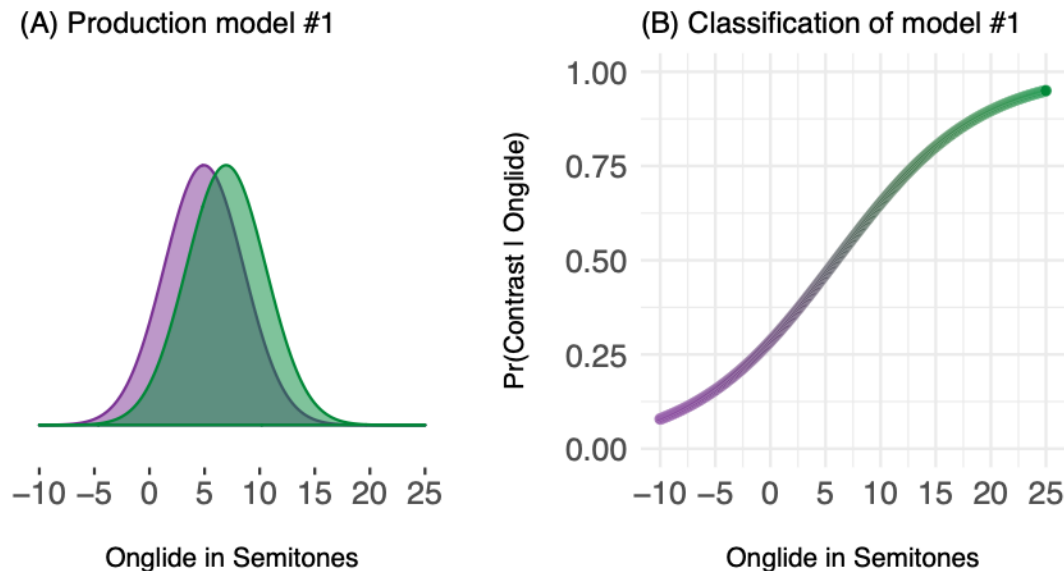 (A) Production model #1
−10 −5 0 5 10 15 20 25
Onglide in Semitones
(B) Classification of model #1
Pr(Contrast | Onglide)
1.00
0.75
0.50
0.25
0.00
−10 −5 0 5 10 15 20 25
Onglide in Semitones